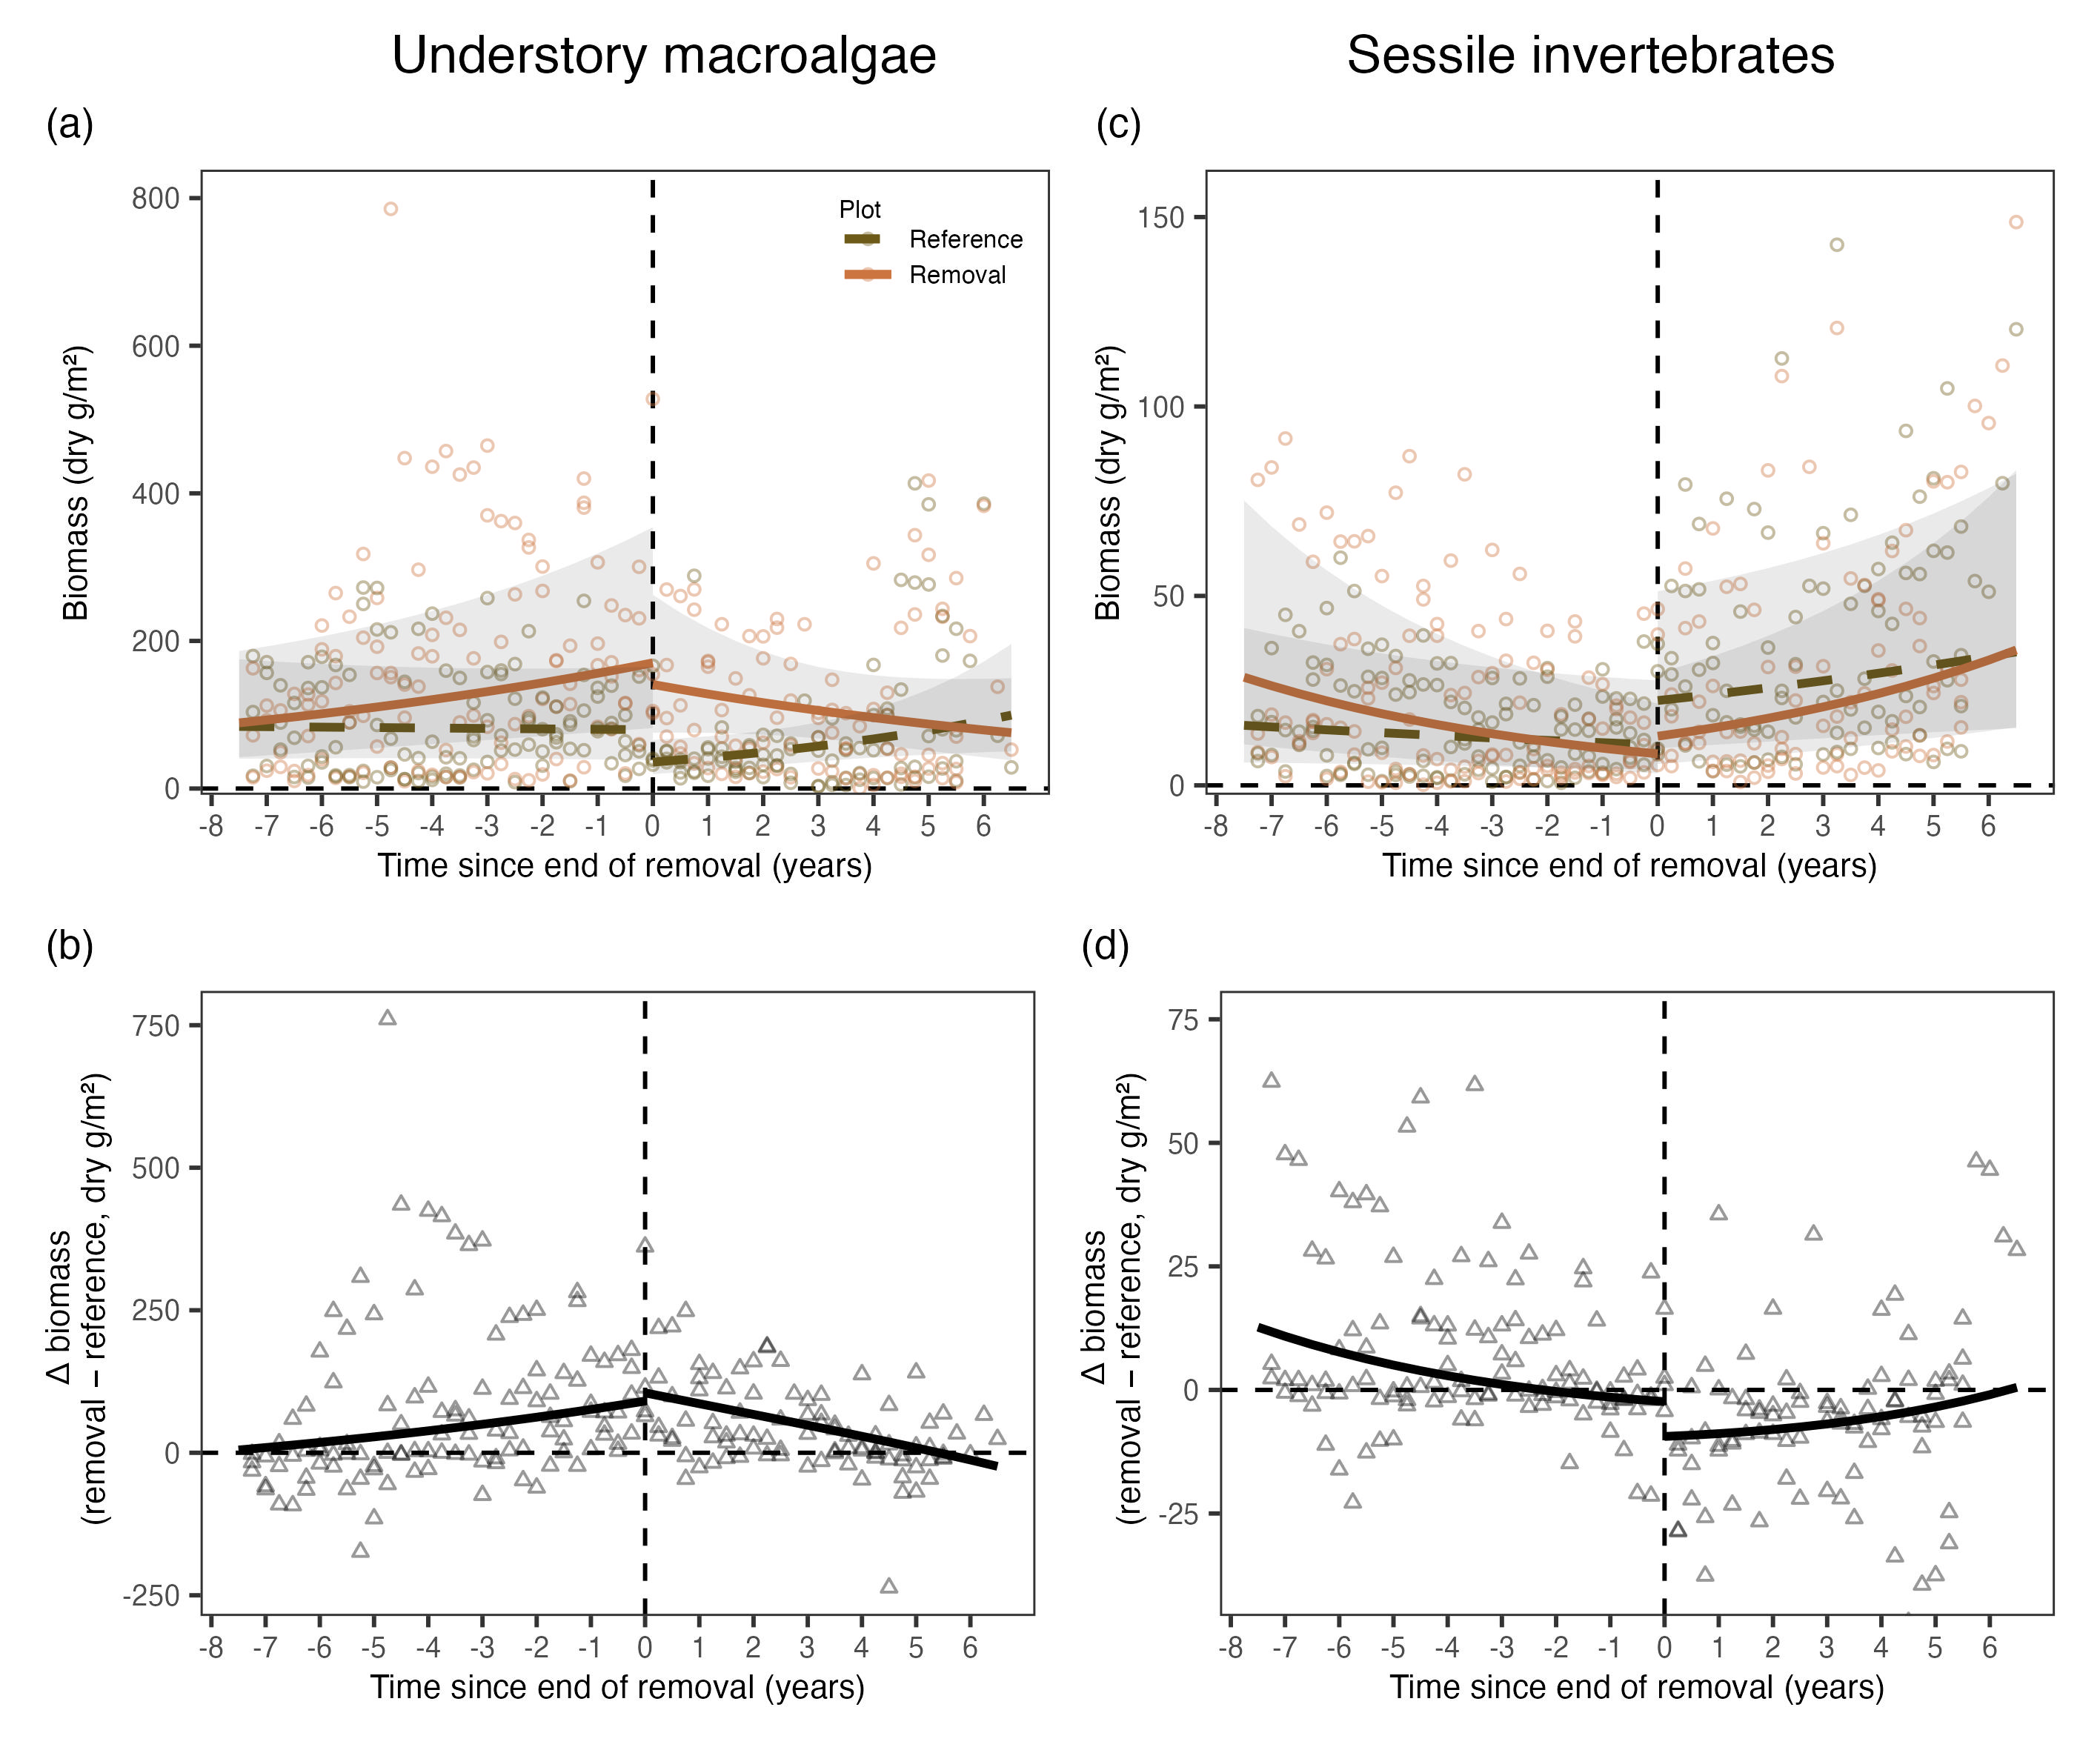 Understory macroalgae
Sessile invertebrates
(a)
800
600
400
200
0
Biomass (dry g/m²)
Plot
Reference
Removal
-8 -7 -6 -5 -4 -3 -2 -1 0 1 2 3 4 5 6
Time since end of removal (years)
(c)
150
100
50
0
Biomass (dry g/m²)
-8 -7 -6 -5 -4 -3 -2 -1 0 1 2 3 4 5 6
Time since end of removal (years)
(b)
750
500
250
0
-250
Δ biomass
(removal – reference, dry g/m²)
-8 -7 -6 -5 -4 -3 -2 -1 0 1 2 3 4 5 6
Time since end of removal (years)
(d)
75
50
25
0
-25
Δ biomass
(removal – reference, dry g/m²)
-8 -7 -6 -5 -4 -3 -2 -1 0 1 2 3 4 5 6
Time since end of removal (years)